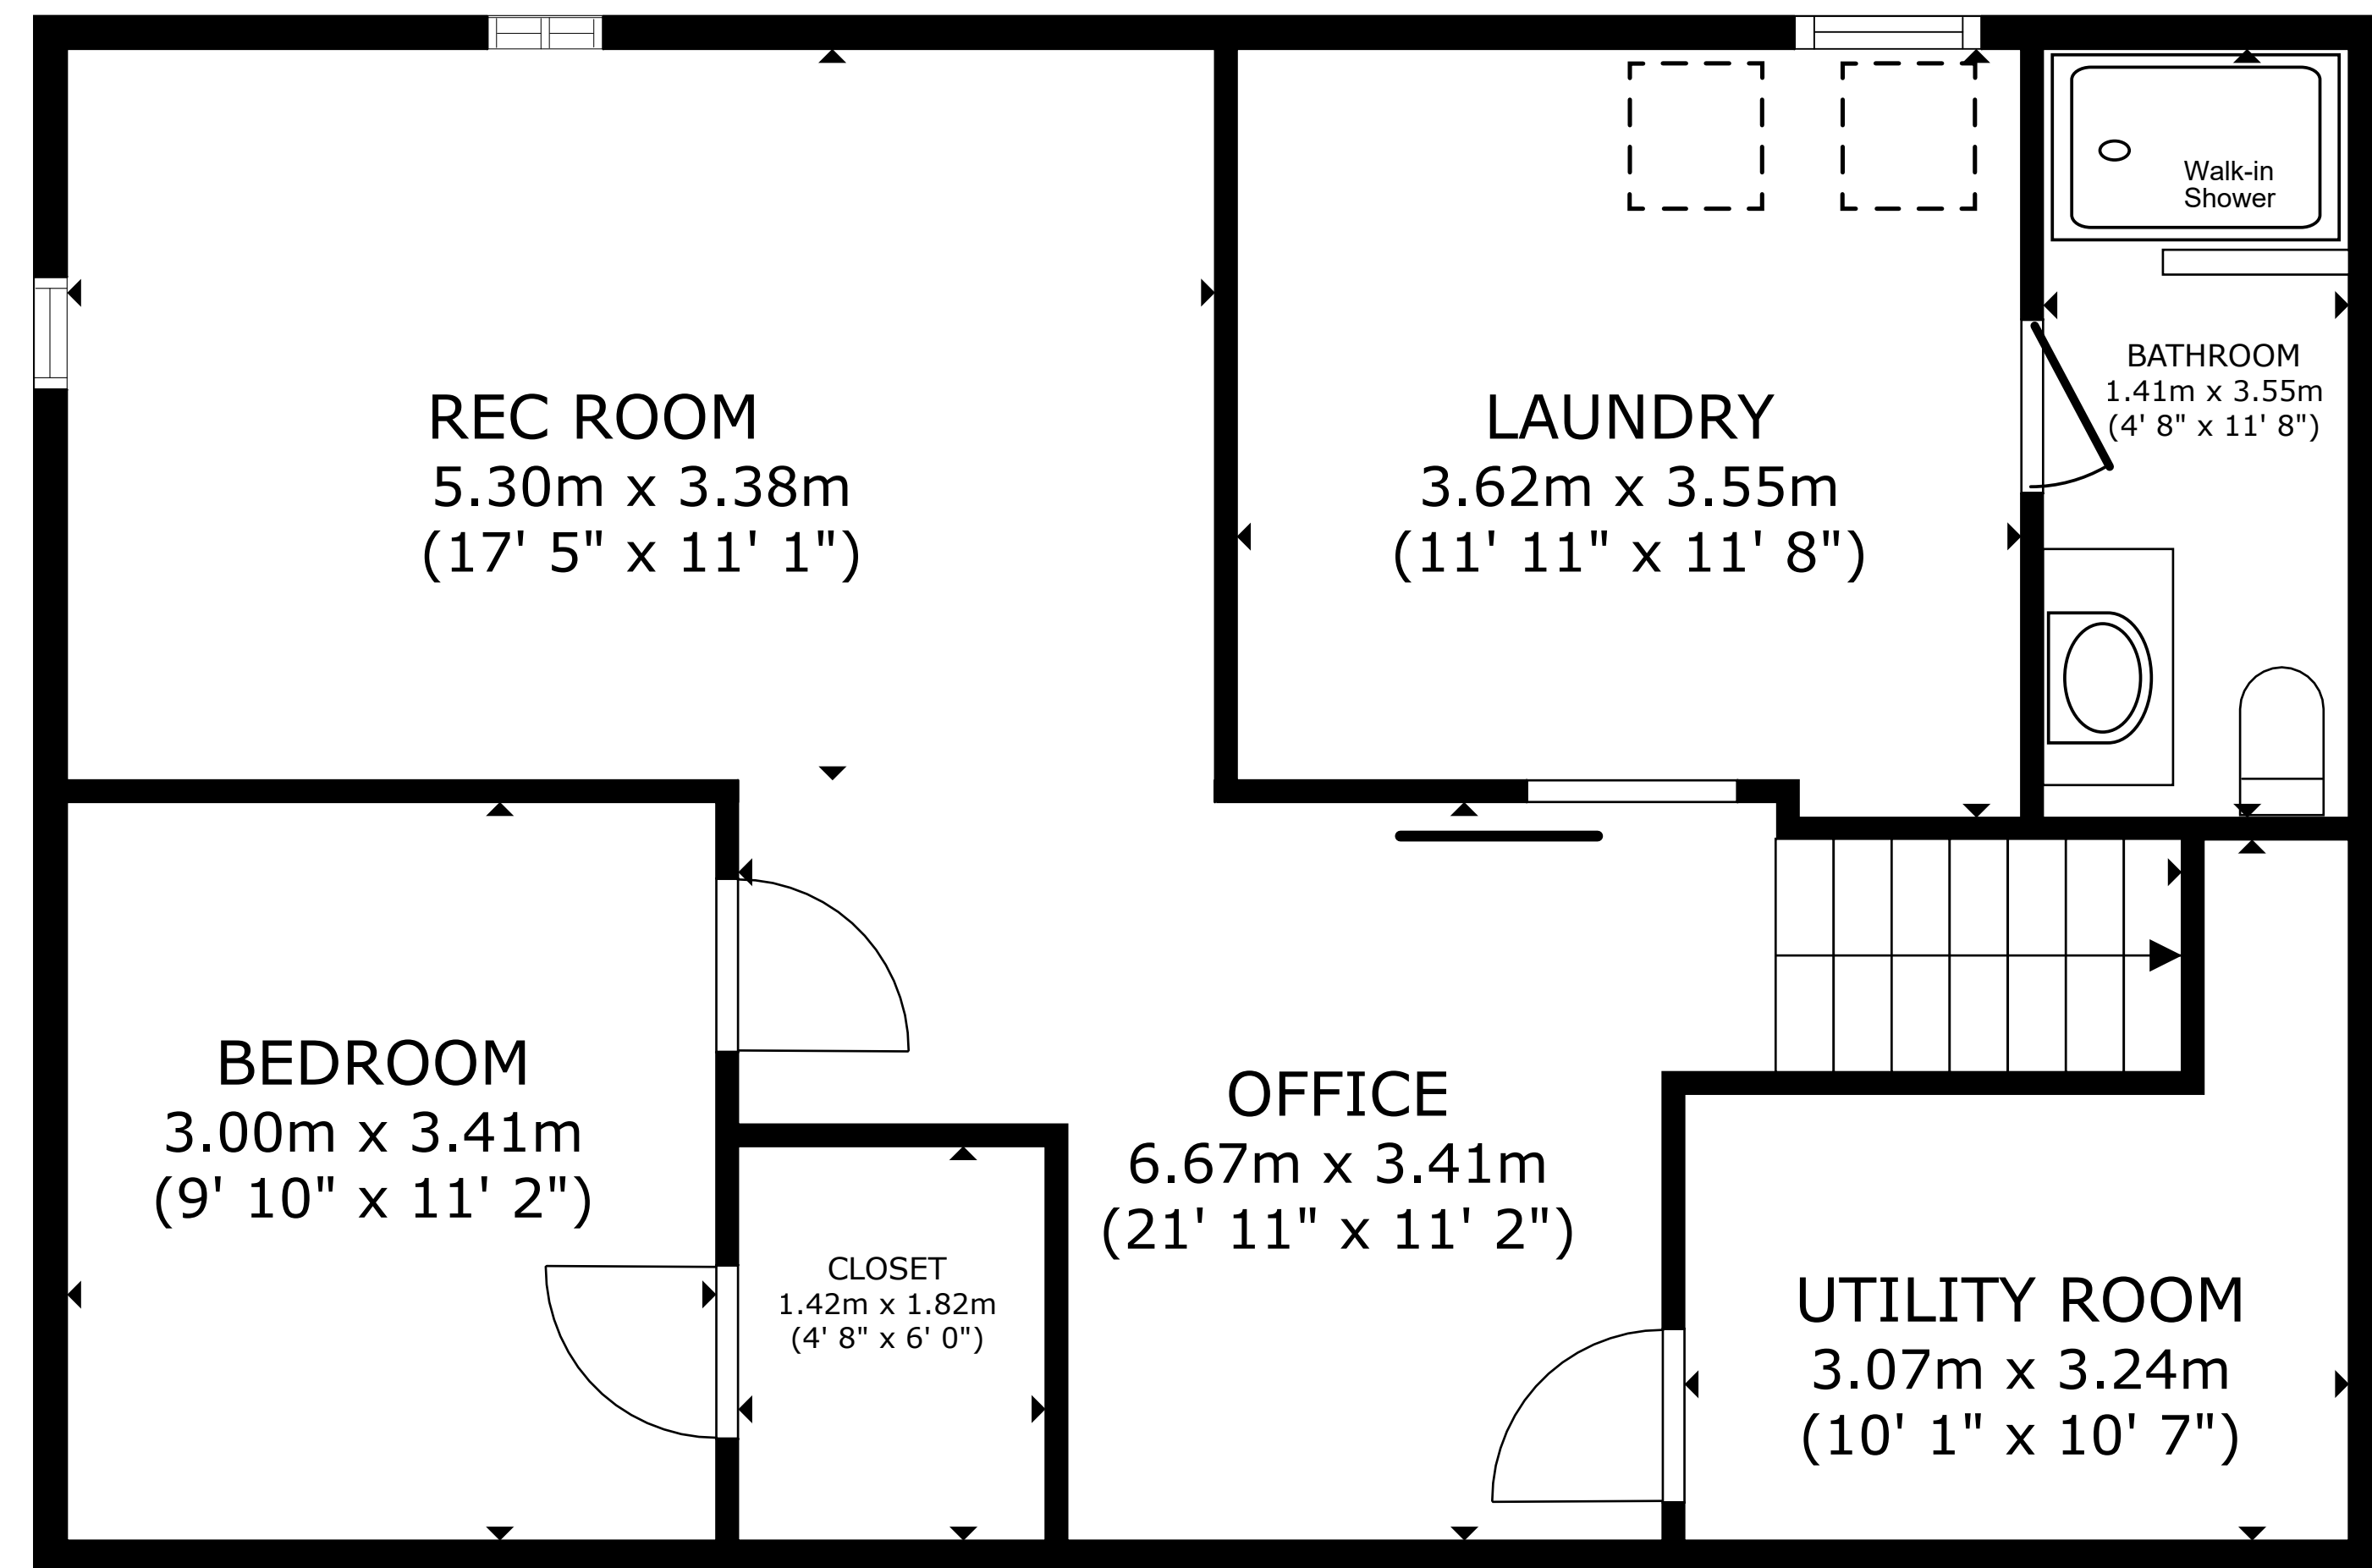 Walk-in
Shower
BATHROOM
1.41m x 3.55m
(4' 8" x 11' 8")
REC ROOM
5.30m x 3.38m
(17' 5" x 11' 1")
LAUNDRY
3.62m x 3.55m
(11' 11" x 11' 8")
BEDROOM
3.00m x 3.41m
(9' 10" x 11' 2")
OFFICE
6.67m x 3.41m
(21' 11" x 11' 2")
CLOSET
1.42m x 1.82m
(4' 8" x 6' 0")
UTILITY ROOM
3.07m x 3.24m
(10' 1" x 10' 7")